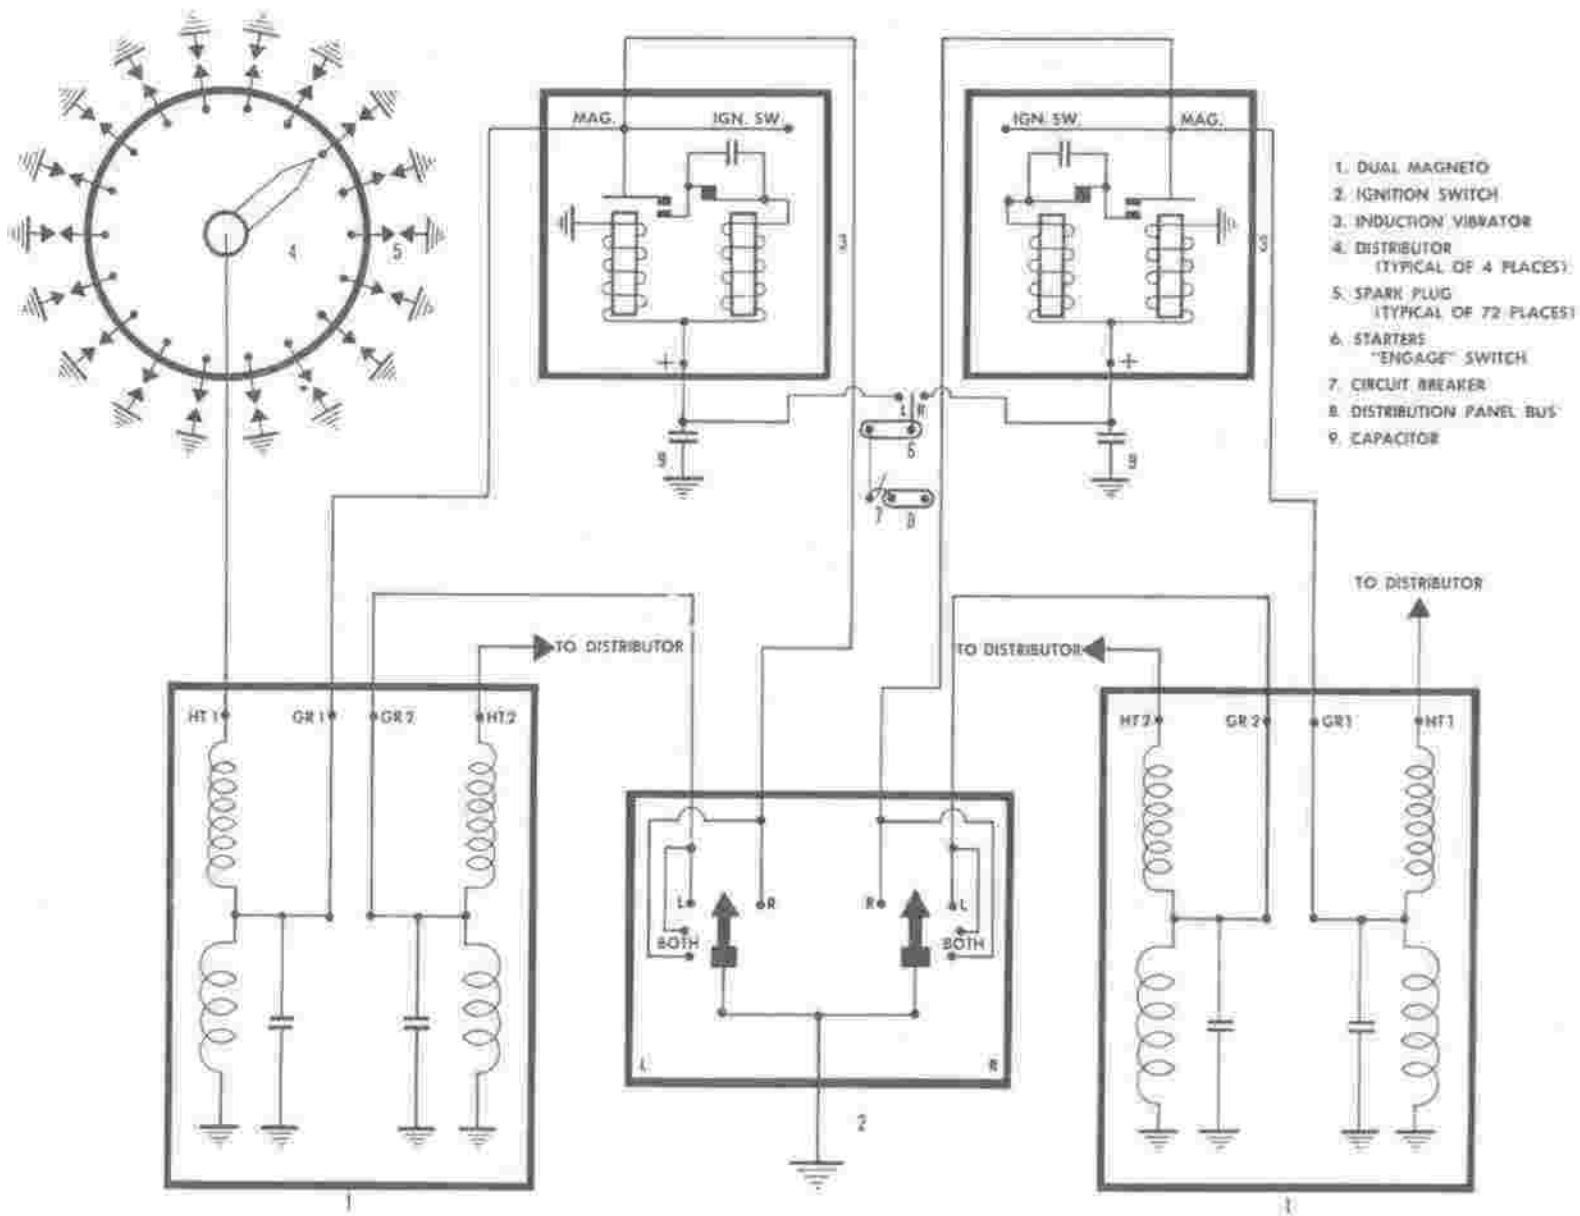 MAG. IGN. SW.
IGN. SW. MAG.
1. DUAL MAGNETO
2. IGNITION SWITCH
3. INDUCTION VIBRATOR
4. DISTRIBUTOR
(TYPICAL OF 4 PLACES)
5. SPARK PLUG
(TYPICAL OF 72 PLACES)
6. STARTERS
"ENGAGE" SWITCH
7. CIRCUIT BREAKER
8. DISTRIBUTION PANEL BUS
9. CAPACITOR
4 5
3
3
+
+
L R
6
9
9
7 8
TO DISTRIBUTOR
TO DISTRIBUTOR
TO DISTRIBUTOR
HT 1 GR 1 GR 2 HT 2
HT 2 GR 2 GR 1 HT 1
L R
R L
BOTH
BOTH
L R
2
1
1